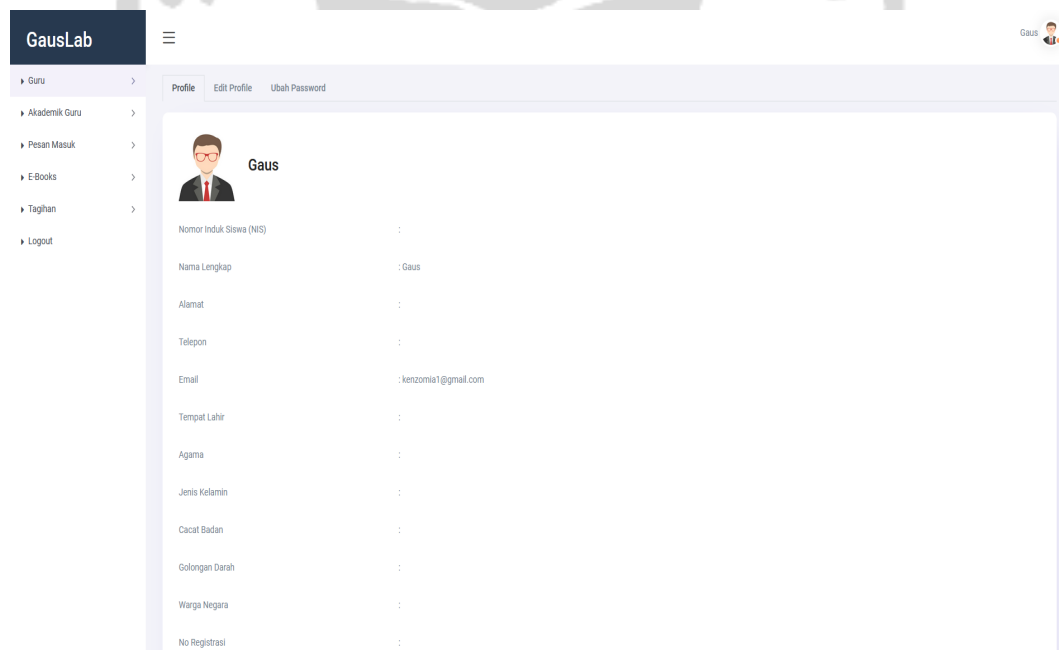 GausLab
Gaus
Guru
Akademik Guru
Pesan Masuk
E-Books
Tagihan
Logout
Profile Edit Profile Ubah Password
Gaus
Nomor Induk Siswa (NIS) :
Nama Lengkap : Gaus
Alamat :
Telepon :
Email : kenzomia1@gmail.com
Tempat Lahir :
Agama :
Jenis Kelamin :
Cacat Badan :
Golongan Darah :
Warga Negara :
No Registrasi :